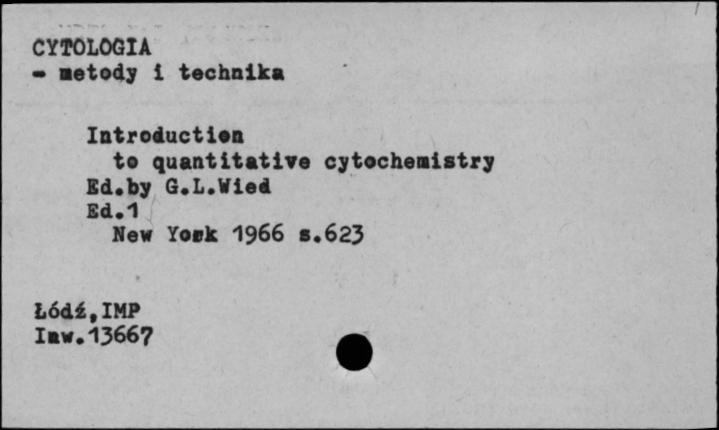 CYTOLOGIA
- metody i technika
Introduction
to quantitative cytochemistry
Ed.by G.L.Wied
Ed.1
New York 1966 s.623
Łódź,IMP
Inw.13667